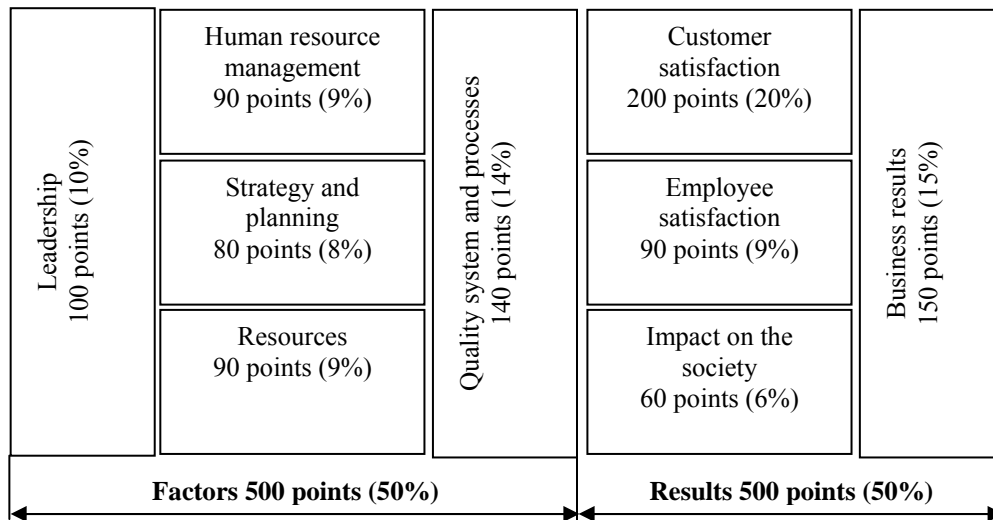 Leadership
100 points (10%)
Human resource
management
90 points (9%)
Strategy and
planning
80 points (8%)
Resources
90 points (9%)
Quality system and processes
140 points (14%)
Customer
satisfaction
200 points (20%)
Employee
satisfaction
90 points (9%)
Impact on the
society
60 points (6%)
Business results
150 points (15%)
Factors 500 points (50%)
Results 500 points (50%)